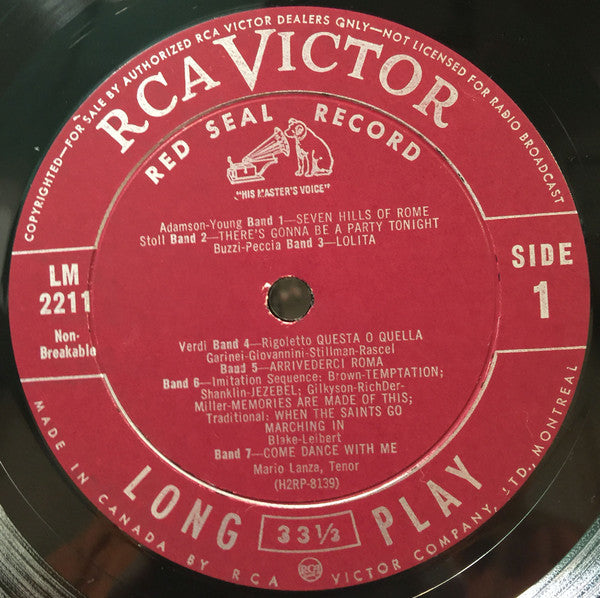 COPYRIGHTED—FOR SALE BY AUTHORIZED RCA VICTOR DEALERS ONLY—NOT LICENSED FOR RADIO BROADCAST
RCA VICTOR
RED SEAL RECORD
"HIS MASTER'S VOICE"
Adamson-Young Band 1—SEVEN HILLS OF ROME
Stoll Band 2—THERE'S GONNA BE A PARTY TONIGHT
Buzzi-Peccia Band 3—LOLITA
LM
2211
SIDE
1
Non-
Breakable
Verdi Band 4—Rigoletto QUESTA O QUELLA
Garinei-Giovannini-Stillman-Rascel
Band 5—ARRIVEDERCI ROMA
Band 6—Imitation Sequence: Brown-TEMPTATION;
Shanklin-JEZEBEL; Gilkyson-RichDer-
Miller-MEMORIES ARE MADE OF THIS;
Traditional: WHEN THE SAINTS GO
MARCHING IN
Blake-Leibert
Band 7—COME DANCE WITH ME
Mario Lanza, Tenor
(H2RP-8139)
LONG 33 1/3 PLAY
MADE IN CANADA BY RCA VICTOR COMPANY, LTD., MONTREAL
RCA